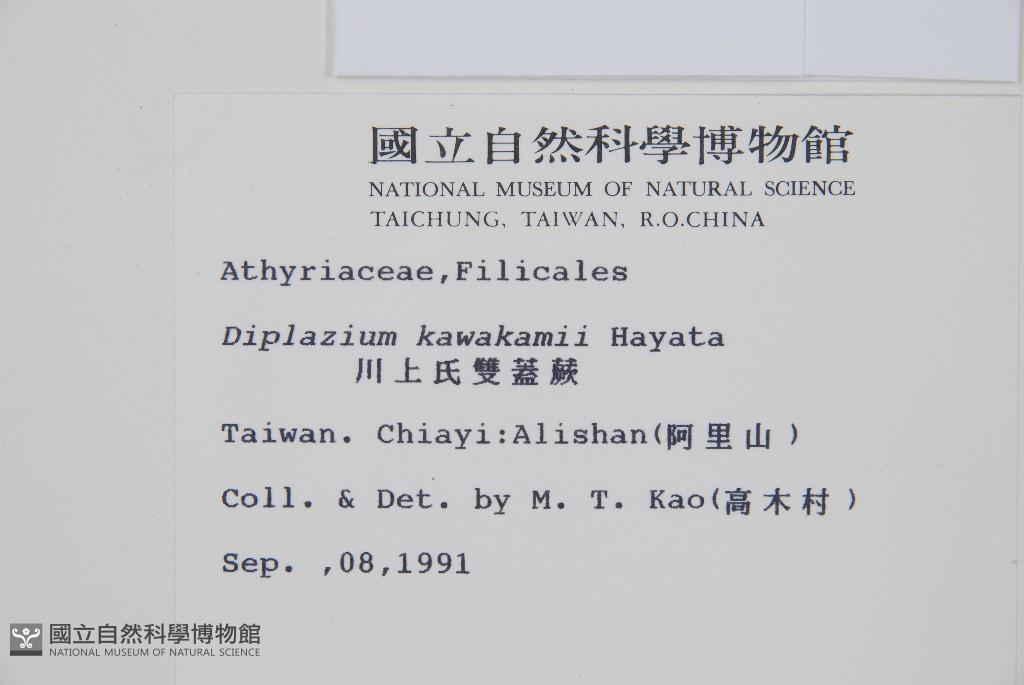 國立自然科學博物館
NATIONAL MUSEUM OF NATURAL SCIENCE
TAICHUNG, TAIWAN, R.O.CHINA
Athyriaceae,Filicales
Diplazium kawakamii Hayata
川上氏雙蓋蕨
Taiwan. Chiayi:Alishan(阿里山)
Coll. & Det. by M. T. Kao(高木村)
Sep. ,08,1991
國立自然科學博物館
NATIONAL MUSEUM OF NATURAL SCIENCE